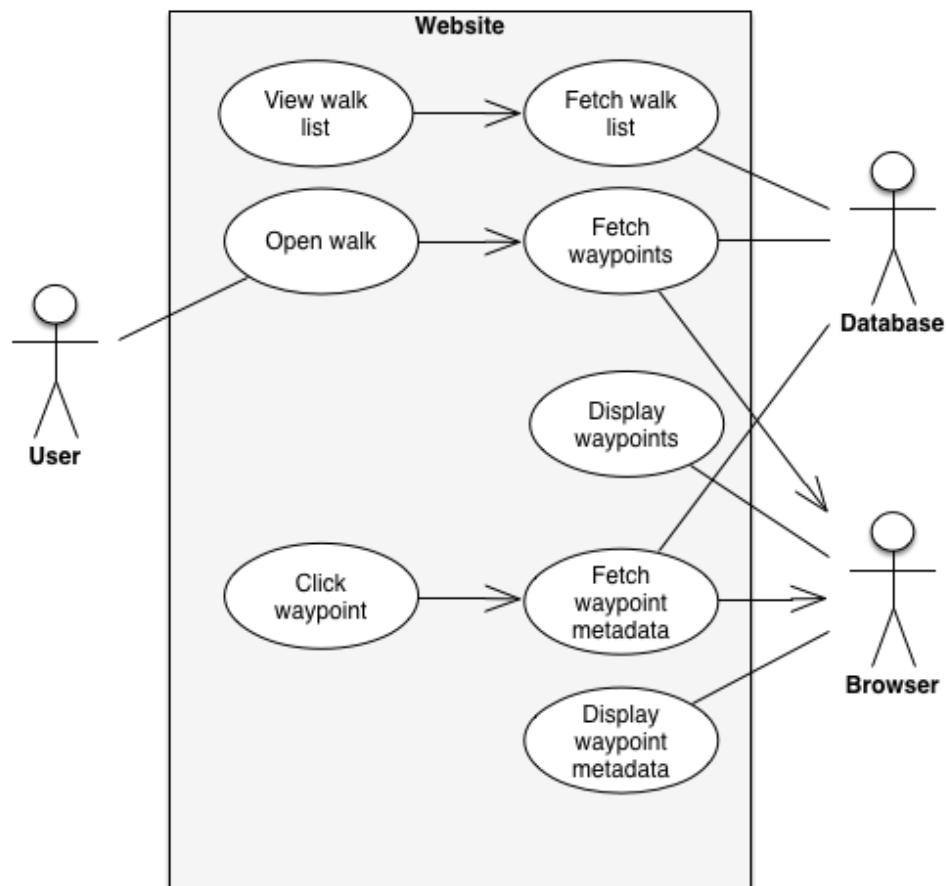 Website
View walk
list
Fetch walk
list
Open walk
Fetch
waypoints
Database
User
Display
waypoints
Click
waypoint
Fetch
waypoint
metadata
Browser
Display
waypoint
metadata